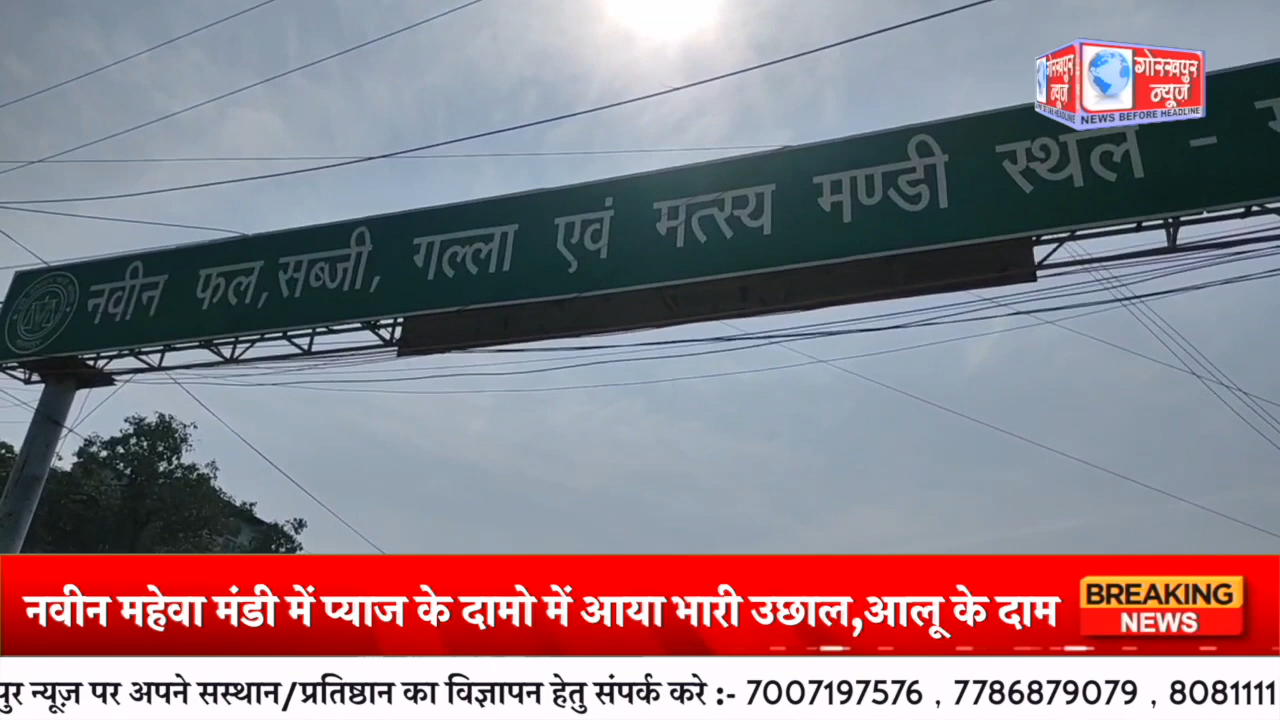 गोरखपुर
न्यूज़
NEWS BEFORE HEADLINE
नवीन फल, सब्जी, गल्ला एवं मत्स्य मण्डी स्थल -
नवीन महेवा मंडी में प्याज के दामो में आया भारी उछाल,आलू के दाम
BREAKING
NEWS
पुर न्यूज़ पर अपने सस्थान/प्रतिष्ठान का विज्ञापन हेतु संपर्क करे :- 7007197576 , 7786879079 , 8081111